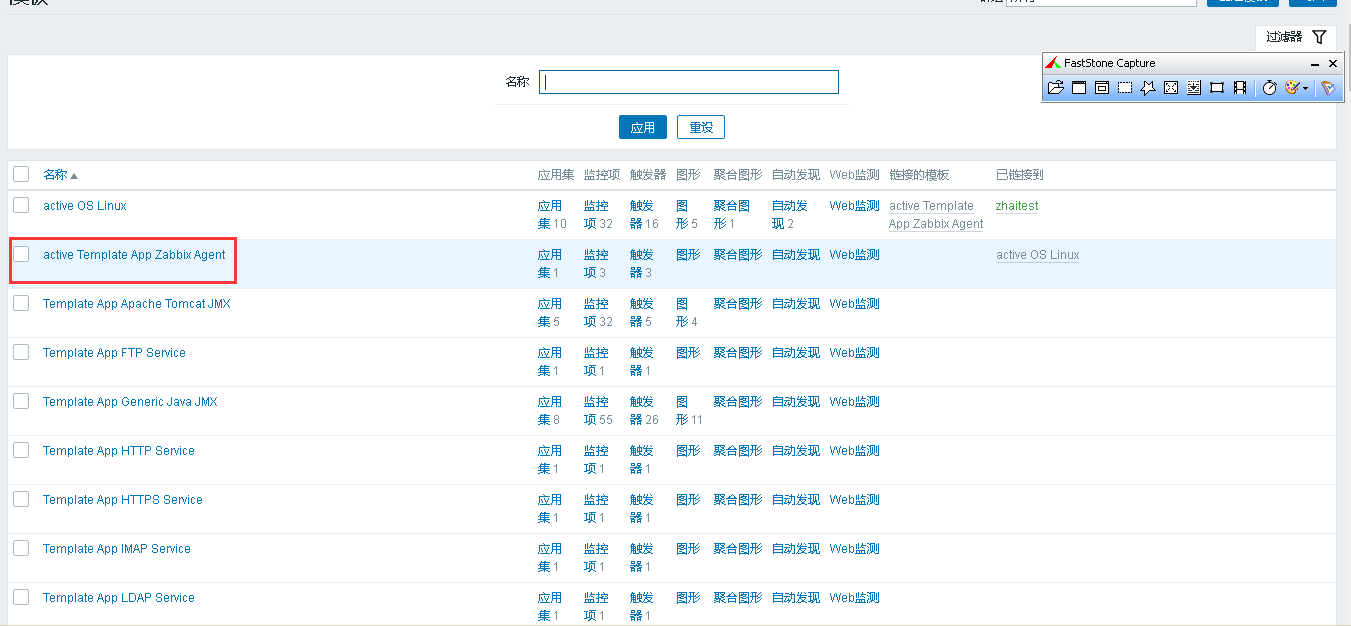 过滤器
FastStone Capture
名称
应用 重设
名称 应用集 监控项 触发器 图形 聚合图形 自动发现 Web监测 链接的模板 已链接到
active OS Linux 应用 监控 触发 图 聚合图 自动发 Web监测 active Template zhaitest
集 10 项 32 器 16 形 5 形 1 现 2 App Zabbix Agent
active Template App Zabbix Agent 应用 监控 触发 图形 聚合图形 自动发现 Web监测 active OS Linux
集 1 项 3 器 3
Template App Apache Tomcat JMX 应用 监控 触发 图 聚合图形 自动发现 Web监测
集 5 项 32 器 5 形 4
Template App FTP Service 应用 监控 触发 图形 聚合图形 自动发现 Web监测
集 1 项 1 器 1
Template App Generic Java JMX 应用 监控 触发 图 聚合图形 自动发现 Web监测
集 8 项 55 器 26 形 11
Template App HTTP Service 应用 监控 触发 图形 聚合图形 自动发现 Web监测
集 1 项 1 器 1
Template App HTTPS Service 应用 监控 触发 图形 聚合图形 自动发现 Web监测
集 1 项 1 器 1
Template App IMAP Service 应用 监控 触发 图形 聚合图形 自动发现 Web监测
集 1 项 1 器 1
Template App LDAP Service 应用 监控 触发 图形 聚合图形 自动发现 Web监测
集 1 项 1 器 1